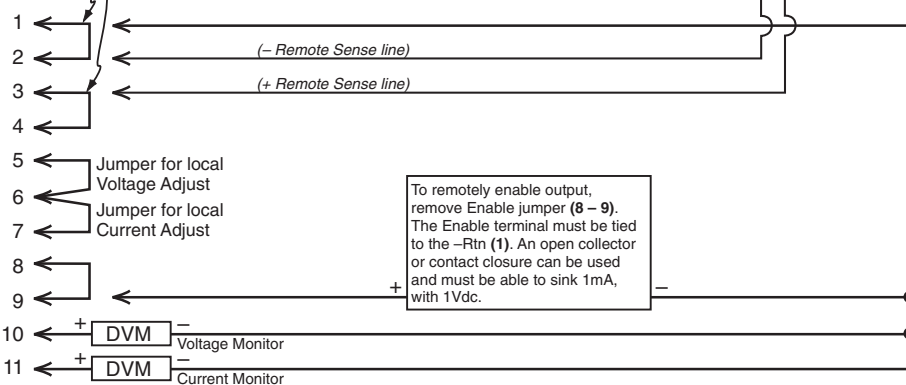 1
2
(– Remote Sense line)
3
(+ Remote Sense line)
4
5
Jumper for local
Voltage Adjust
6
Jumper for local
7
Current Adjust
8
9
To remotely enable output,
remove Enable jumper (8 – 9).
The Enable terminal must be tied
to the –Rtn (1). An open collector
or contact closure can be used
and must be able to sink 1mA,
with 1Vdc.
+
–
10
+
DVM
–
Voltage Monitor
11
+
DVM
–
Current Monitor